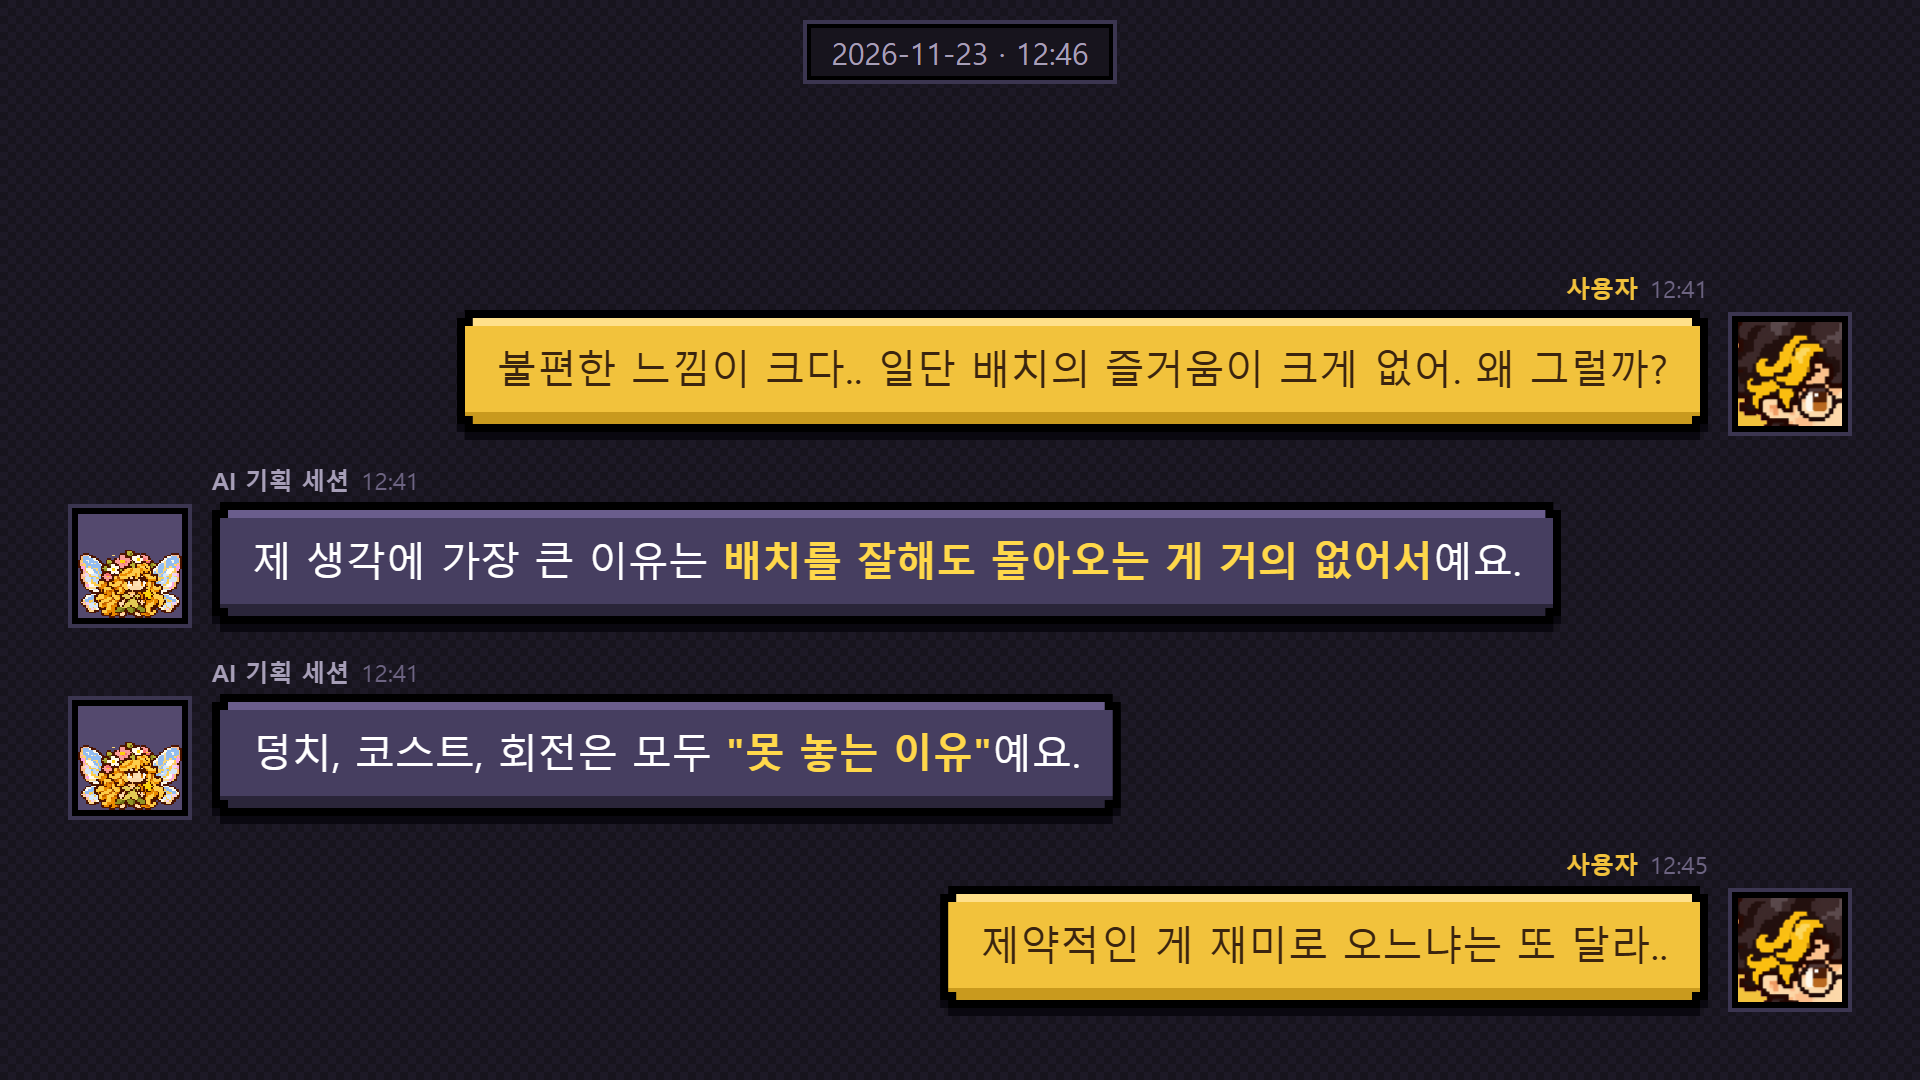 2026-11-23 · 12:46
사용자 12:41
불편한 느낌이 크다.. 일단 배치의 즐거움이 크게 없어. 왜 그럴까?
AI 기획 세션 12:41
제 생각에 가장 큰 이유는 배치를 잘해도 돌아오는 게 거의 없어서예요.
AI 기획 세션 12:41
덩치, 코스트, 회전은 모두 "못 놓는 이유"예요.
사용자 12:45
제약적인 게 재미로 오느냐는 또 달라..